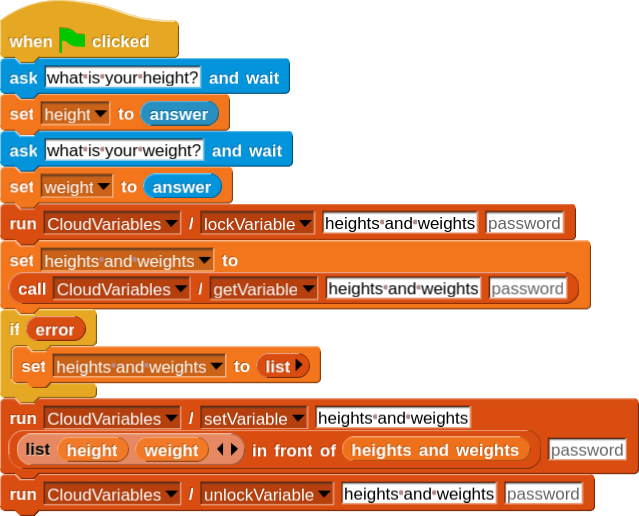 when clicked
ask what is your height? and wait
set height to answer
ask what is your weight? and wait
set weight to answer
run CloudVariables / lockVariable heights and weights password
set heights and weights to
call CloudVariables / getVariable heights and weights password
if error
set heights and weights to list
run CloudVariables / setVariable heights and weights
list height weight in front of heights and weights password
run CloudVariables / unlockVariable heights and weights password